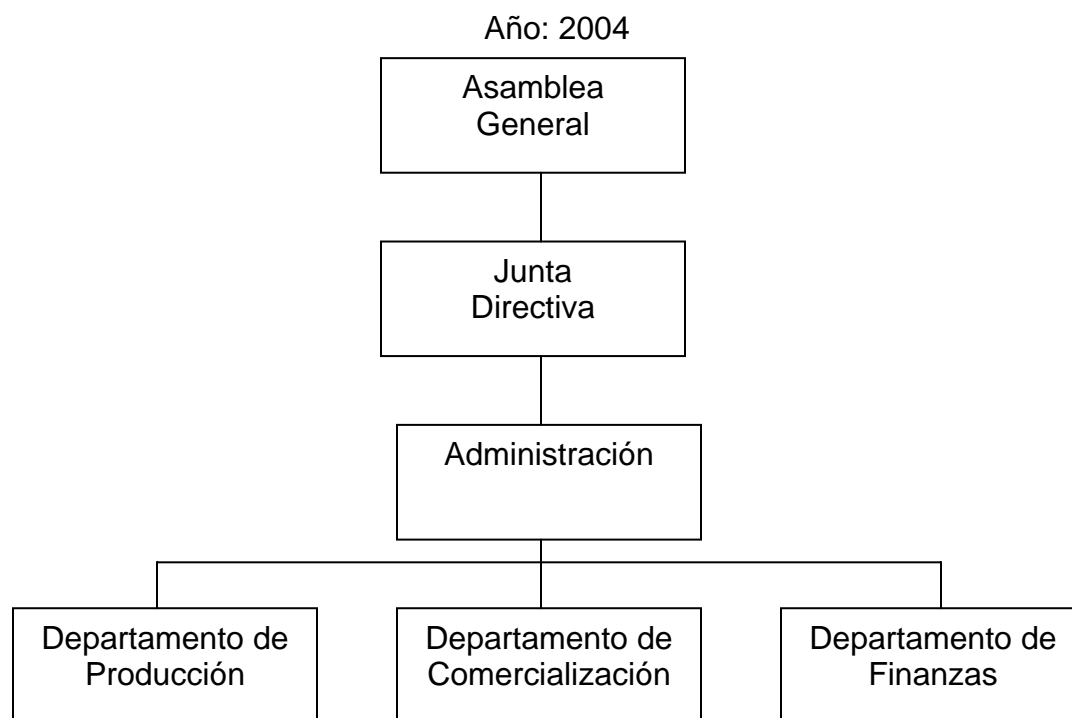 Año: 2004
Asamblea
General
Junta
Directiva
Administración
Departamento de
Producción
Departamento de
Comercialización
Departamento de
Finanzas